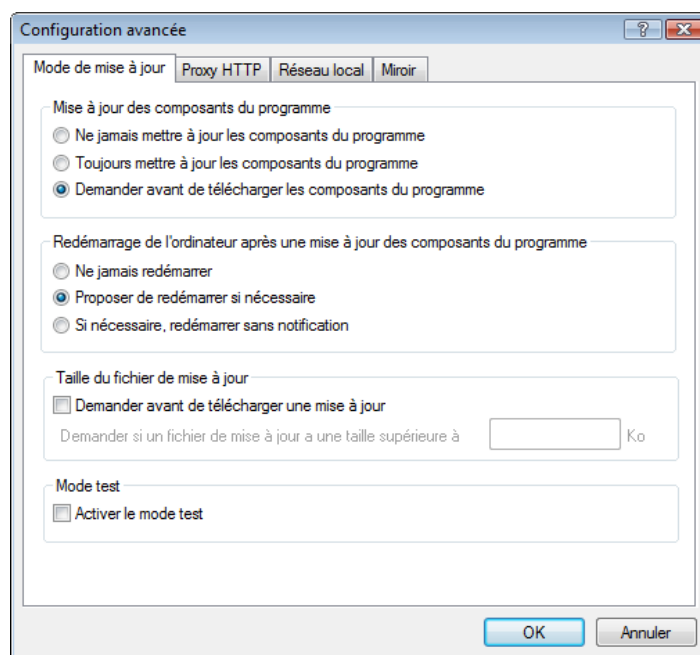 Configuration avancée
Mode de mise à jour
Proxy HTTP
Réseau local
Miroir
Mise à jour des composants du programme
Ne jamais mettre à jour les composants du programme
Toujours mettre à jour les composants du programme
Demander avant de télécharger les composants du programme
Redémarrage de l'ordinateur après une mise à jour des composants du programme
Ne jamais redémarrer
Proposer de redémarrer si nécessaire
Si nécessaire, redémarrer sans notification
Taille du fichier de mise à jour
Demander avant de télécharger une mise à jour
Demander si un fichier de mise à jour a une taille supérieure à Ko
Mode test
Activer le mode test
OK
Annuler